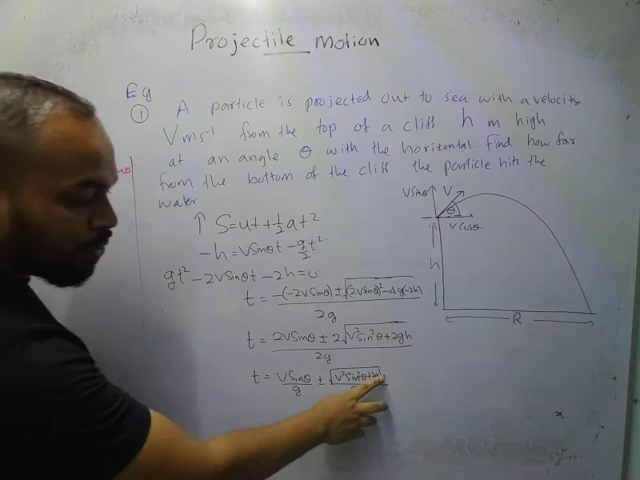 Projectile motion
Eg
① A particle is projected out to sea with a velocity
V ms⁻¹ from the top of a cliff h m high
at an angle θ with the horizontal. Find how far
from the bottom of the cliff the particle hits the
water
↑ S=ut+½at²
-h=VSinθt-g/2 t²
gt²-2VSinθt-2h=0
t = (-(-2VSinθ)±√((2VSinθ)²-4g(-2h)))/2g
t = (2VSinθ ± 2√(V²Sin²θ+2gh))/2g
t = VSinθ/g ± √(V²Sin²θ+2
VSinθ
V
θ
VCosθ
h
R